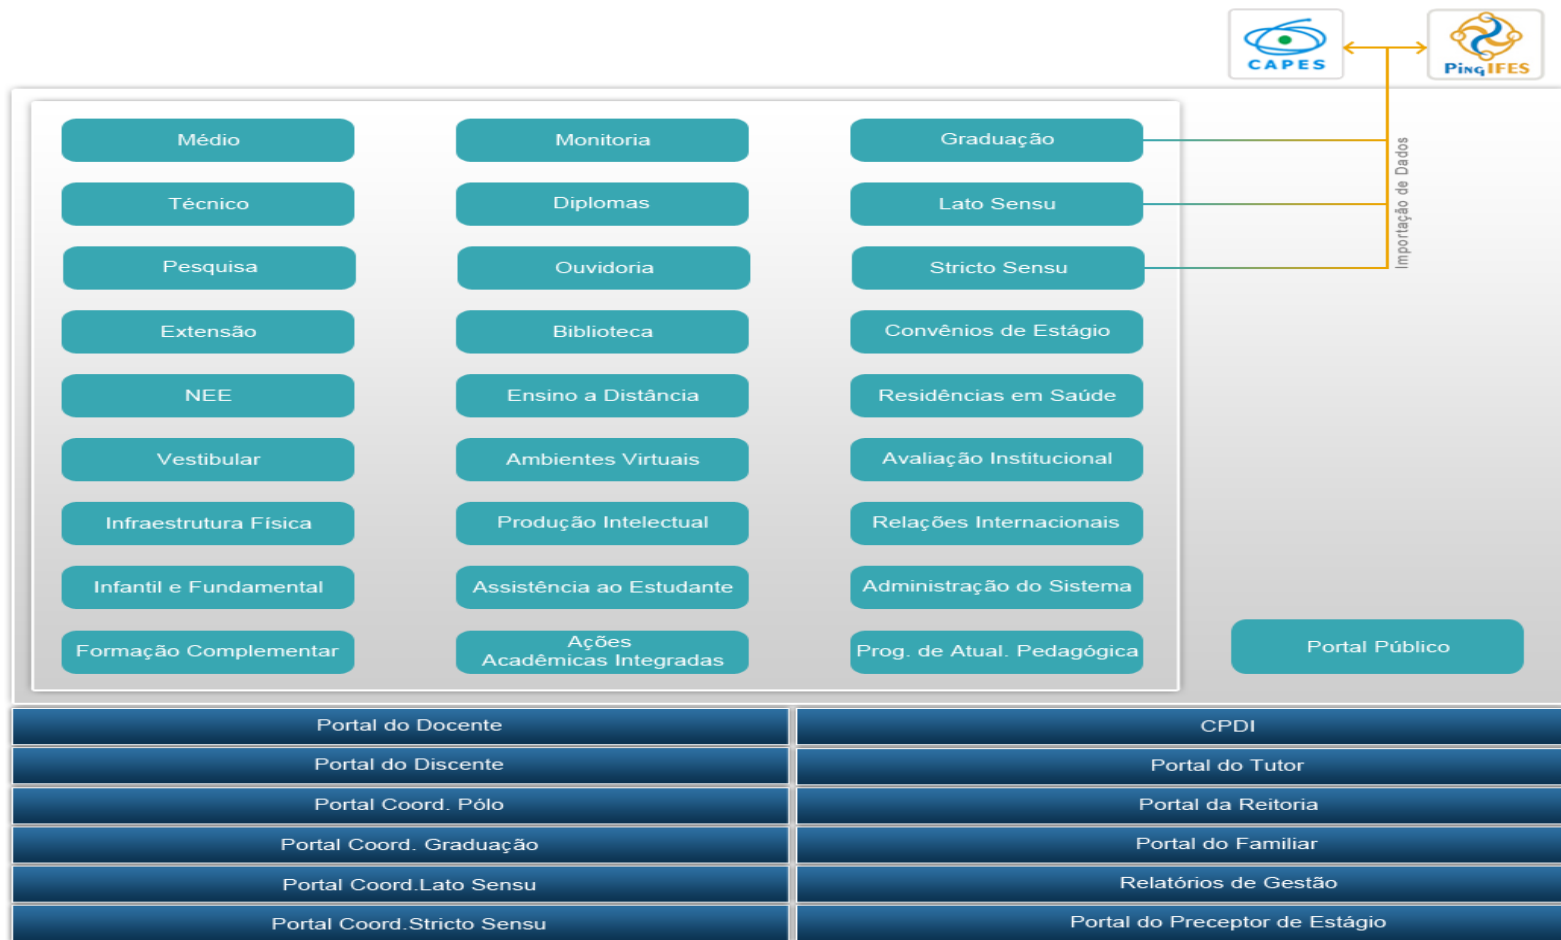 CAPES
PingIFES
Médio
Monitoria
Graduação
Técnico
Diplomas
Lato Sensu
Pesquisa
Ouvidoria
Stricto Sensu
Importação de Dados
Extensão
Biblioteca
Convênios de Estágio
NEE
Ensino a Distância
Residências em Saúde
Vestibular
Ambientes Virtuais
Avaliação Institucional
Infraestrutura Física
Produção Intelectual
Relações Internacionais
Infantil e Fundamental
Assistência ao Estudante
Administração do Sistema
Formação Complementar
Ações
Acadêmicas Integradas
Prog. de Atual. Pedagógica
Portal Público
Portal do Docente
CPDI
Portal do Discente
Portal do Tutor
Portal Coord. Pólo
Portal da Reitoria
Portal Coord. Graduação
Portal do Familiar
Portal Coord.Lato Sensu
Relatórios de Gestão
Portal Coord.Stricto Sensu
Portal do Preceptor de Estágio